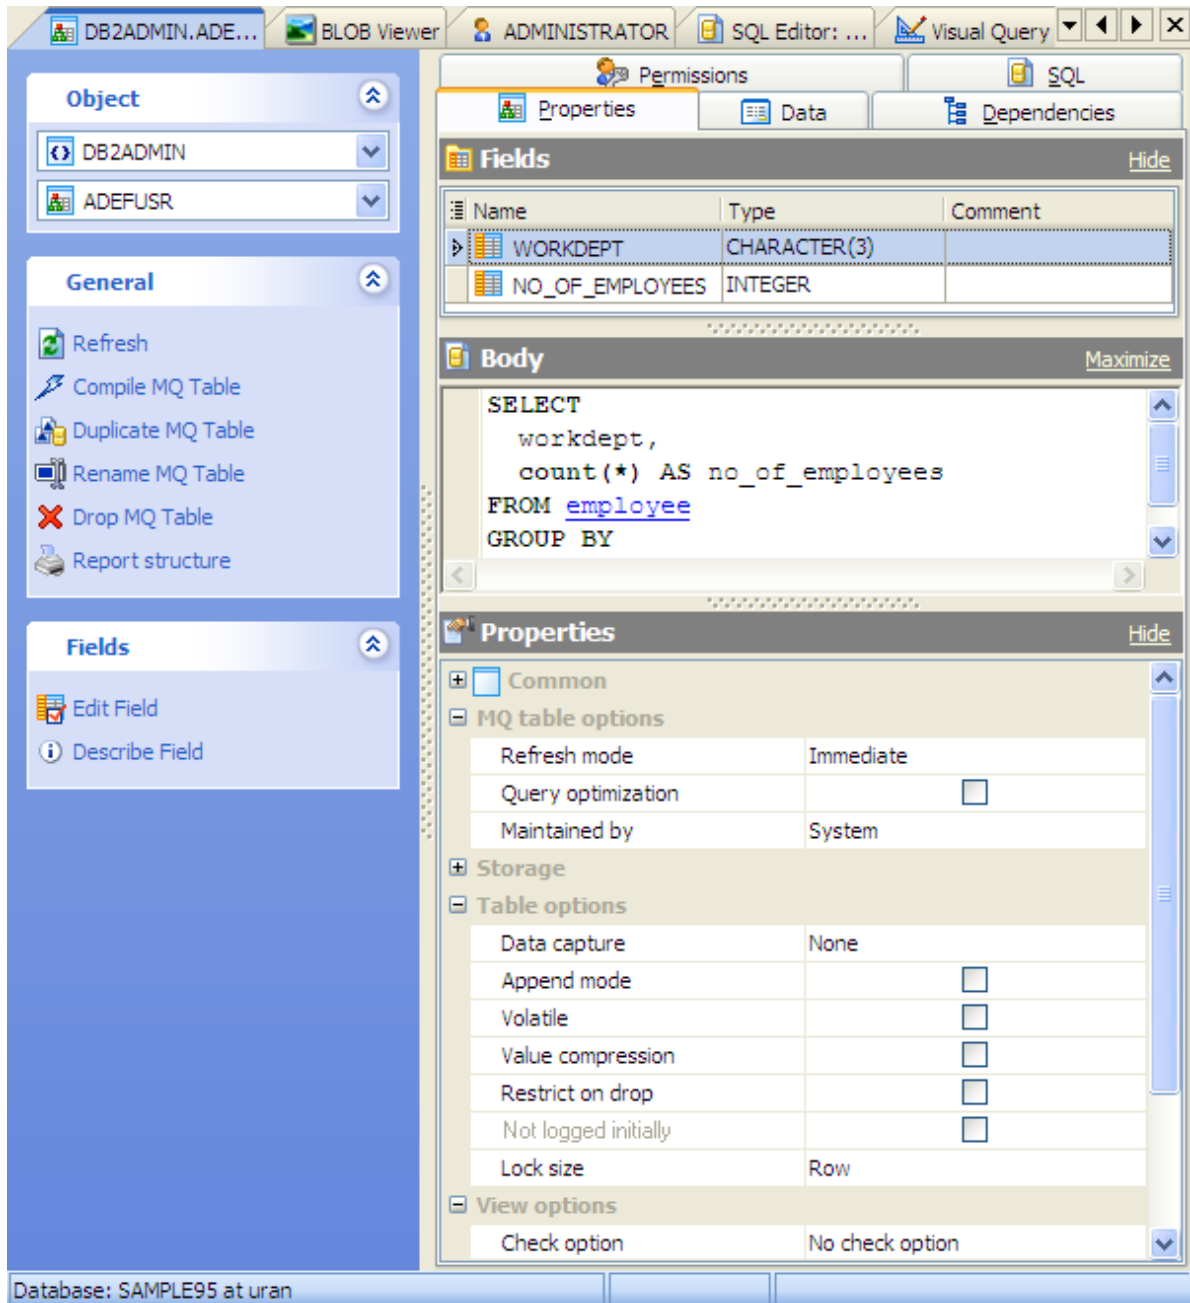 DB2ADMIN.ADE... BLOB Viewer ADMINISTRATOR SQL Editor: ... Visual Query
Object
DB2ADMIN
ADEFUSR
General
Refresh
Compile MQ Table
Duplicate MQ Table
Rename MQ Table
Drop MQ Table
Report structure
Fields
Edit Field
Describe Field
Permissions SQL
Properties Data Dependencies
Fields Hide
Name Type Comment
WORKDEPT CHARACTER(3)
NO_OF_EMPLOYEES INTEGER
Body Maximize
SELECT
workdept,
count(*) AS no_of_employees
FROM employee
GROUP BY
Properties Hide
Common
MQ table options
Refresh mode Immediate
Query optimization
Maintained by System
Storage
Table options
Data capture None
Append mode
Volatile
Value compression
Restrict on drop
Not logged initially
Lock size Row
View options
Check option No check option
Database: SAMPLE95 at uran